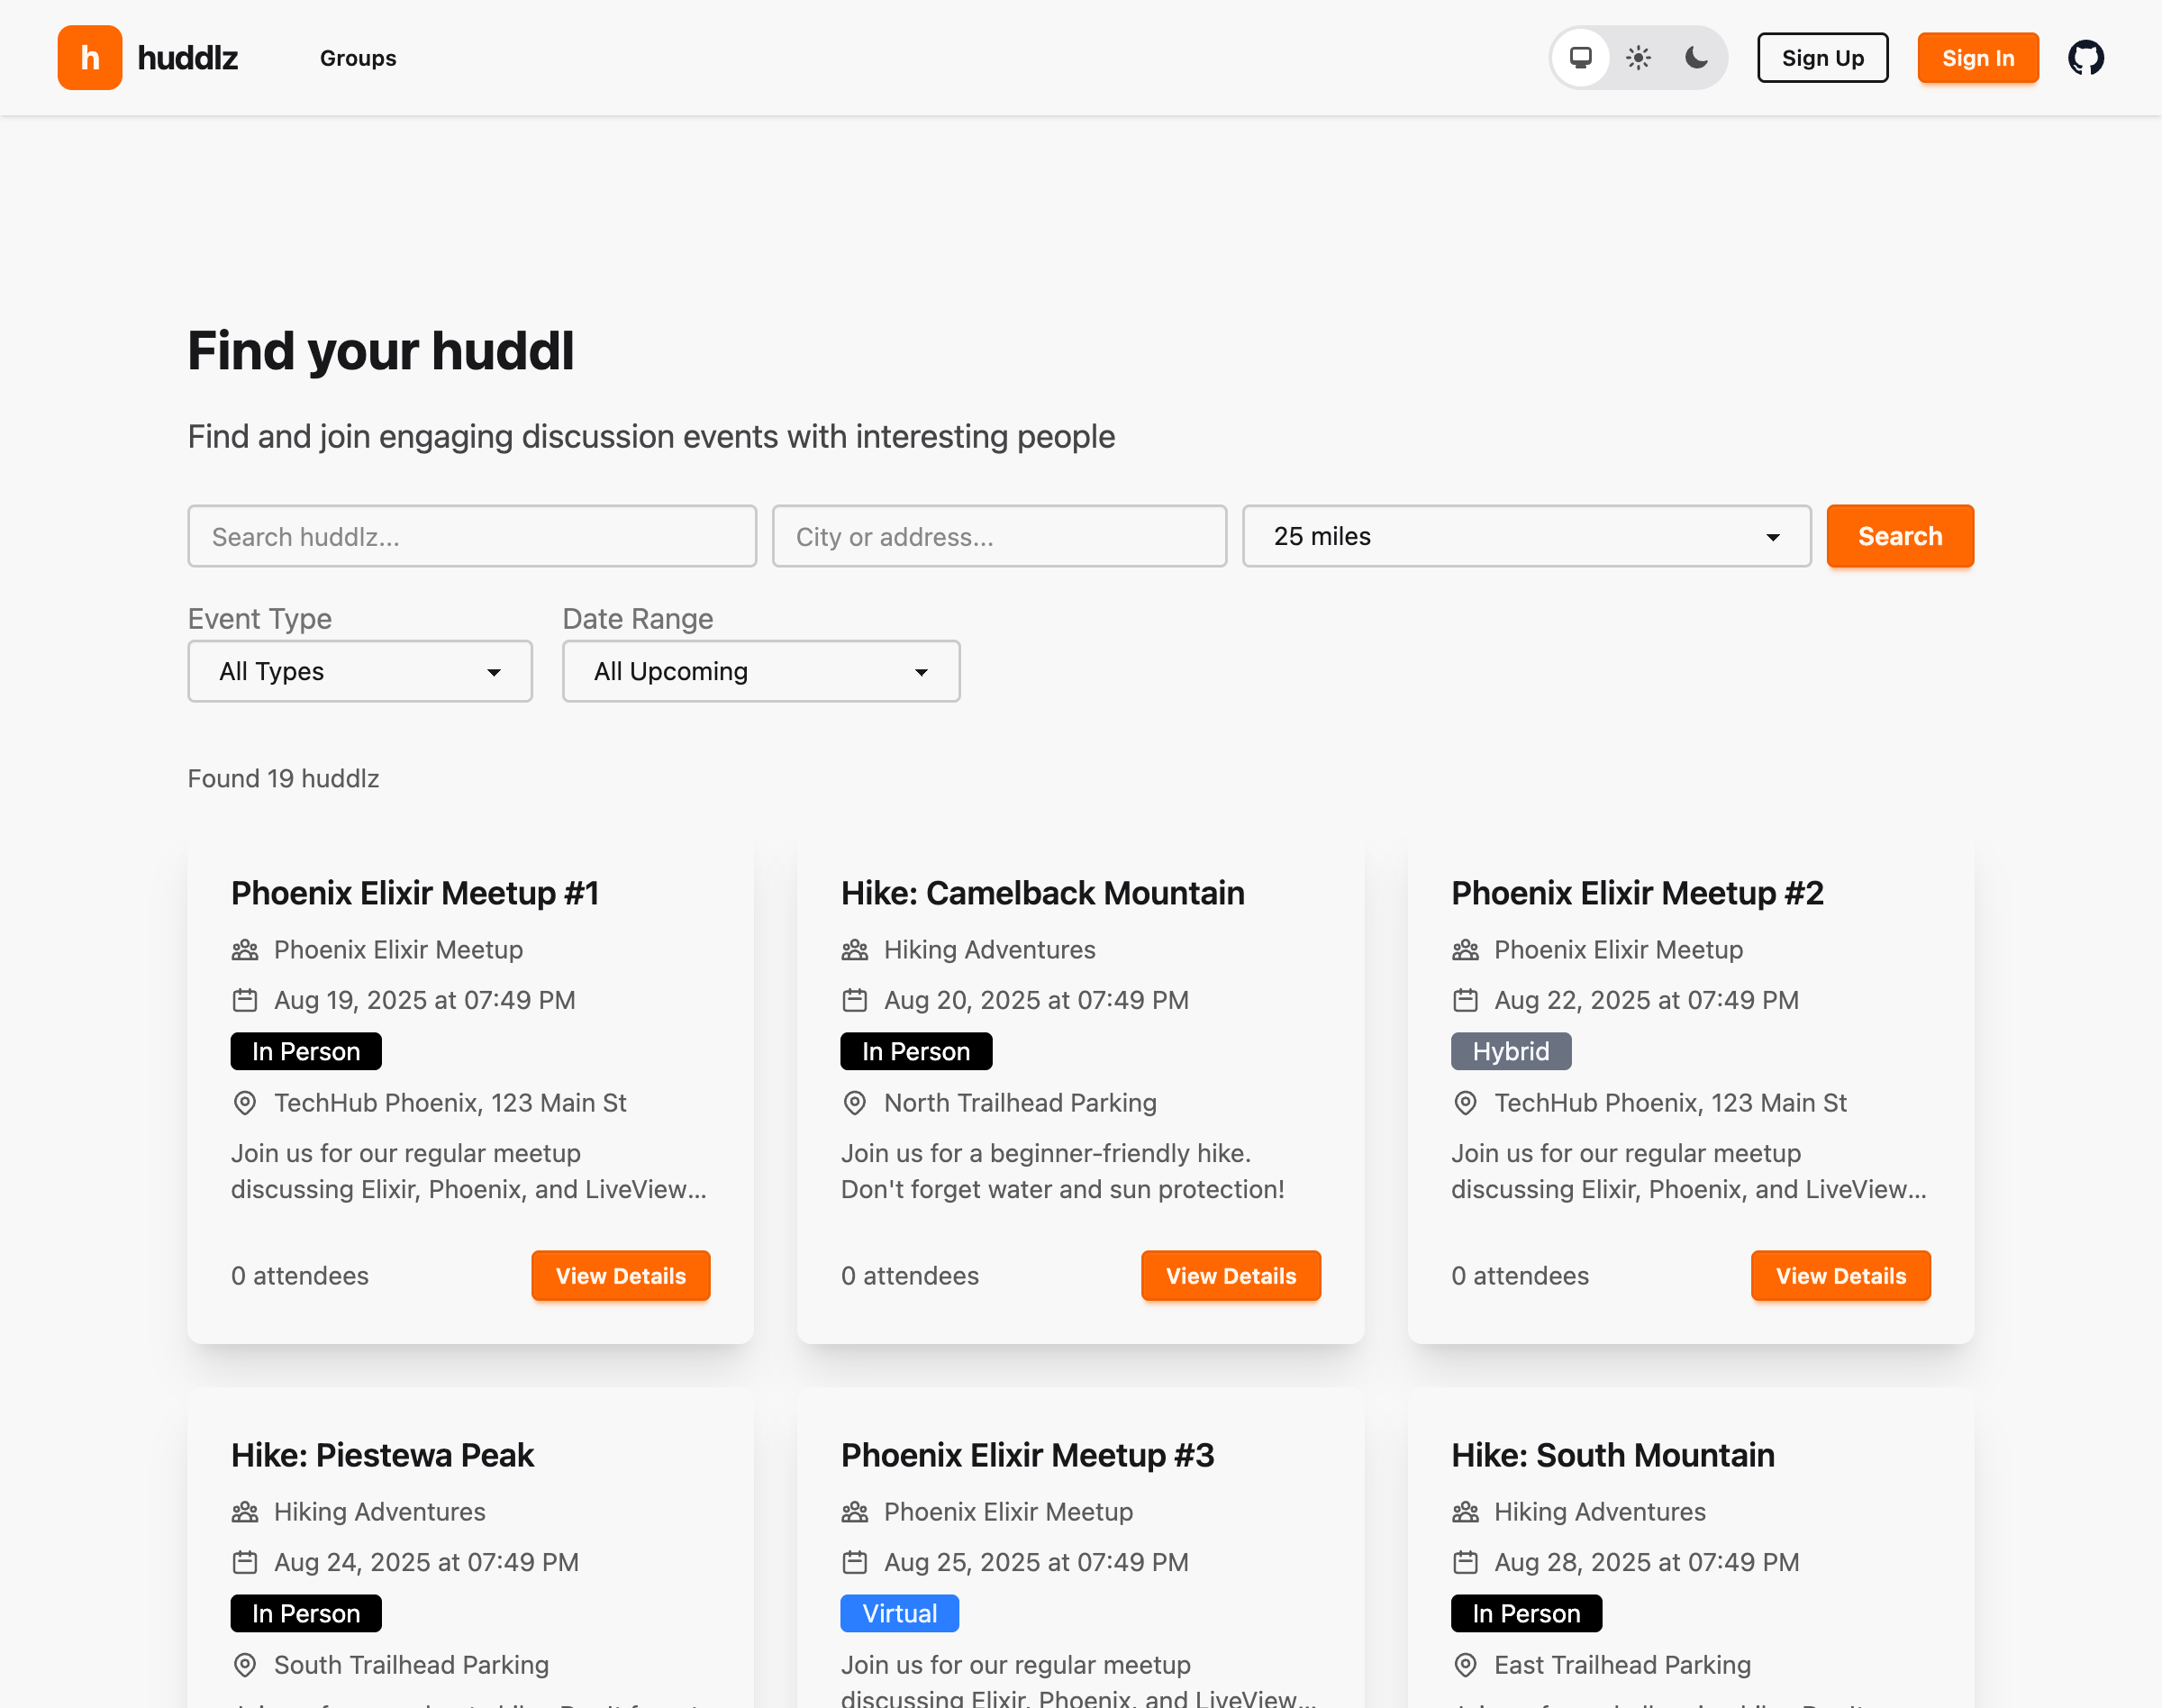 h huddlz Groups Sign Up Sign In
Find your huddl
Find and join engaging discussion events with interesting people
Search huddlz... City or address... 25 miles Search
Event Type Date Range
All Types All Upcoming
Found 19 huddlz
Phoenix Elixir Meetup #1
Phoenix Elixir Meetup
Aug 19, 2025 at 07:49 PM
In Person
TechHub Phoenix, 123 Main St
Join us for our regular meetup
discussing Elixir, Phoenix, and LiveView...
0 attendees View Details
Hike: Camelback Mountain
Hiking Adventures
Aug 20, 2025 at 07:49 PM
In Person
North Trailhead Parking
Join us for a beginner-friendly hike.
Don't forget water and sun protection!
0 attendees View Details
Phoenix Elixir Meetup #2
Phoenix Elixir Meetup
Aug 22, 2025 at 07:49 PM
Hybrid
TechHub Phoenix, 123 Main St
Join us for our regular meetup
discussing Elixir, Phoenix, and LiveView...
0 attendees View Details
Hike: Piestewa Peak
Hiking Adventures
Aug 24, 2025 at 07:49 PM
In Person
South Trailhead Parking
Phoenix Elixir Meetup #3
Phoenix Elixir Meetup
Aug 25, 2025 at 07:49 PM
Virtual
Join us for our regular meetup
discussing Elixir, Phoenix, and LiveView...
Hike: South Mountain
Hiking Adventures
Aug 28, 2025 at 07:49 PM
In Person
East Trailhead Parking